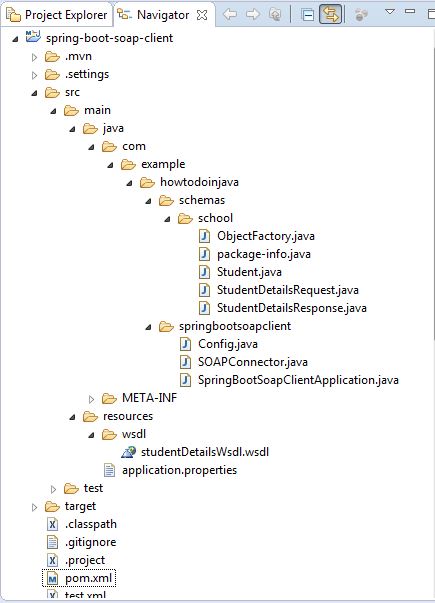 Project Explorer Navigator
spring-boot-soap-client
.mvn
.settings
src
main
java
com
example
howtodoinjava
schemas
school
ObjectFactory.java
package-info.java
Student.java
StudentDetailsRequest.java
StudentDetailsResponse.java
springbootsoapclient
Config.java
SOAPConnector.java
SpringBootSoapClientApplication.java
META-INF
resources
wsdl
studentDetailsWsdl.wsdl
application.properties
test
target
.classpath
.gitignore
.project
pom.xml
test.xml